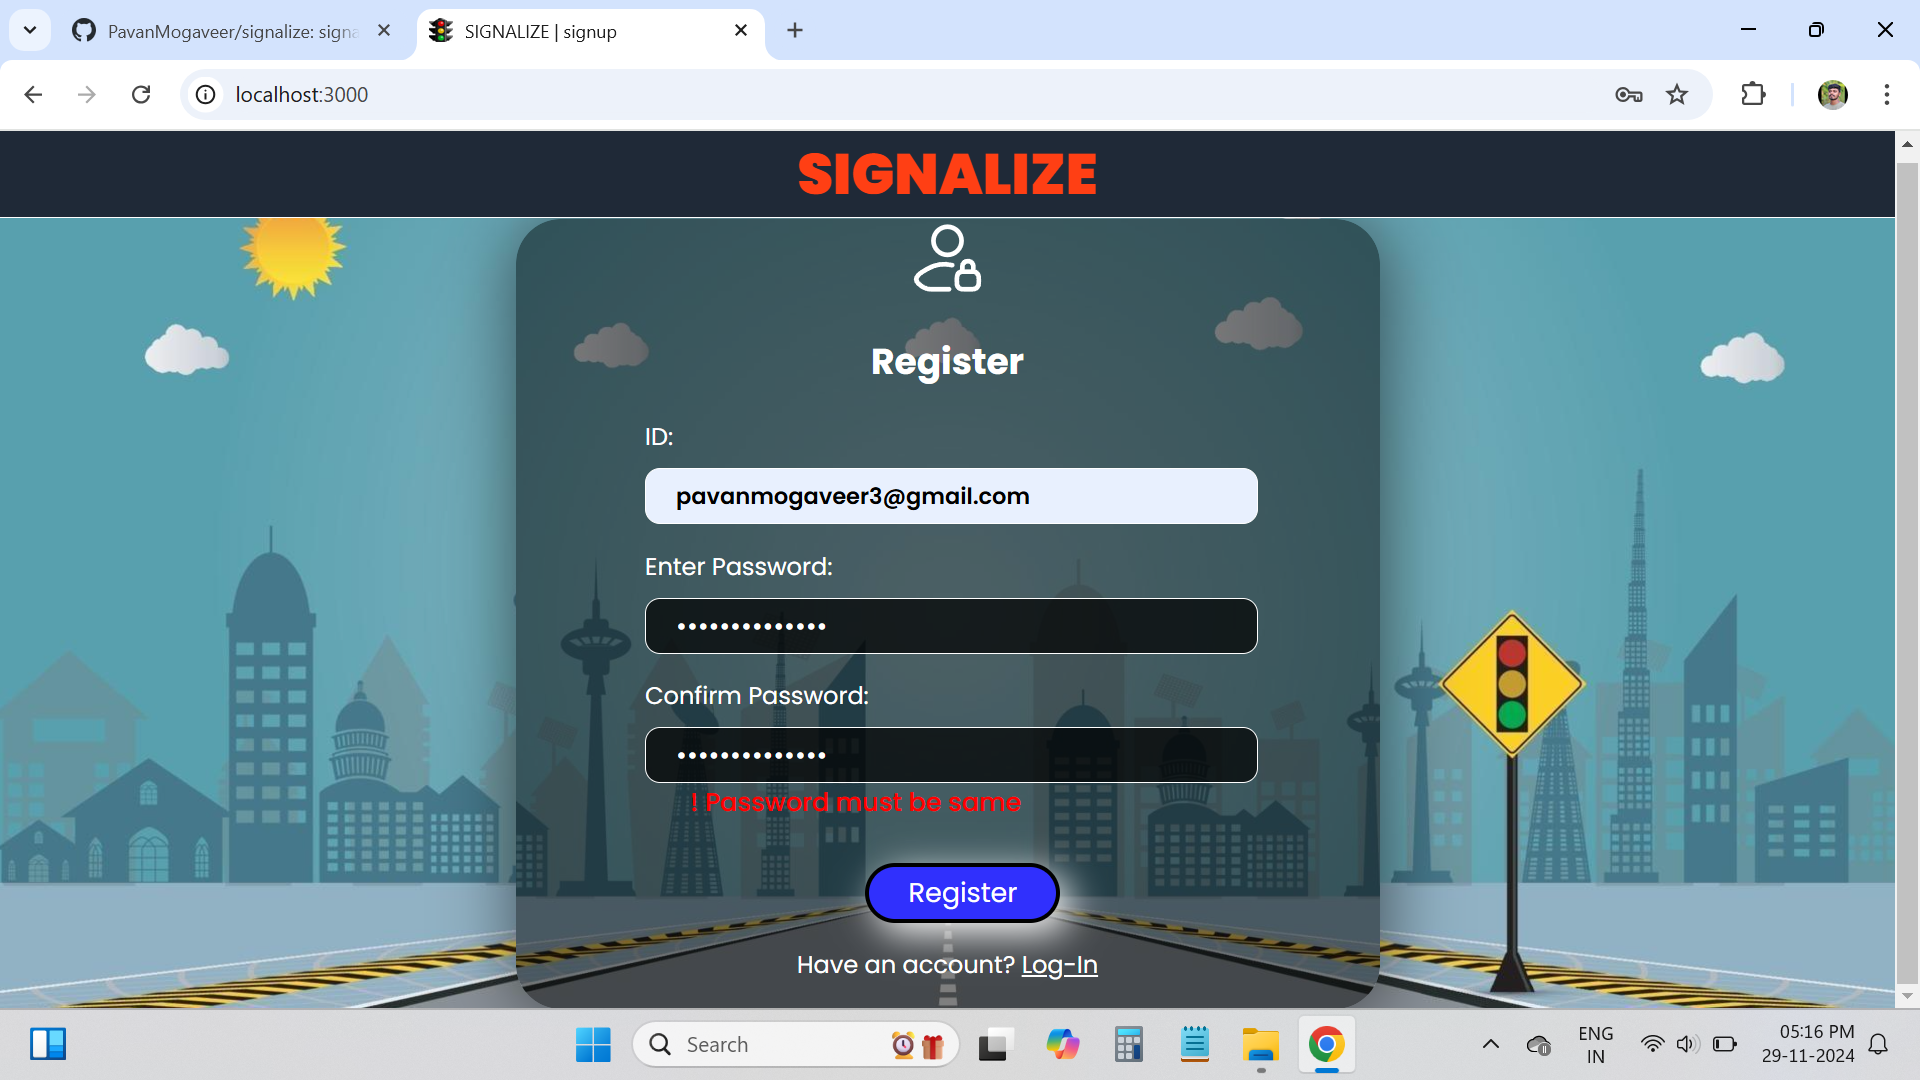 PavanMogaveer/signalize: signa
SIGNALIZE | signup
localhost:3000
SIGNALIZE
Register
ID:
pavanmogaveer3@gmail.com
Enter Password:
••••••••••••••
Confirm Password:
••••••••••••••
! Password must be same
Register
Have an account? Log-In
Search
ENG
IN
05:16 PM
29-11-2024